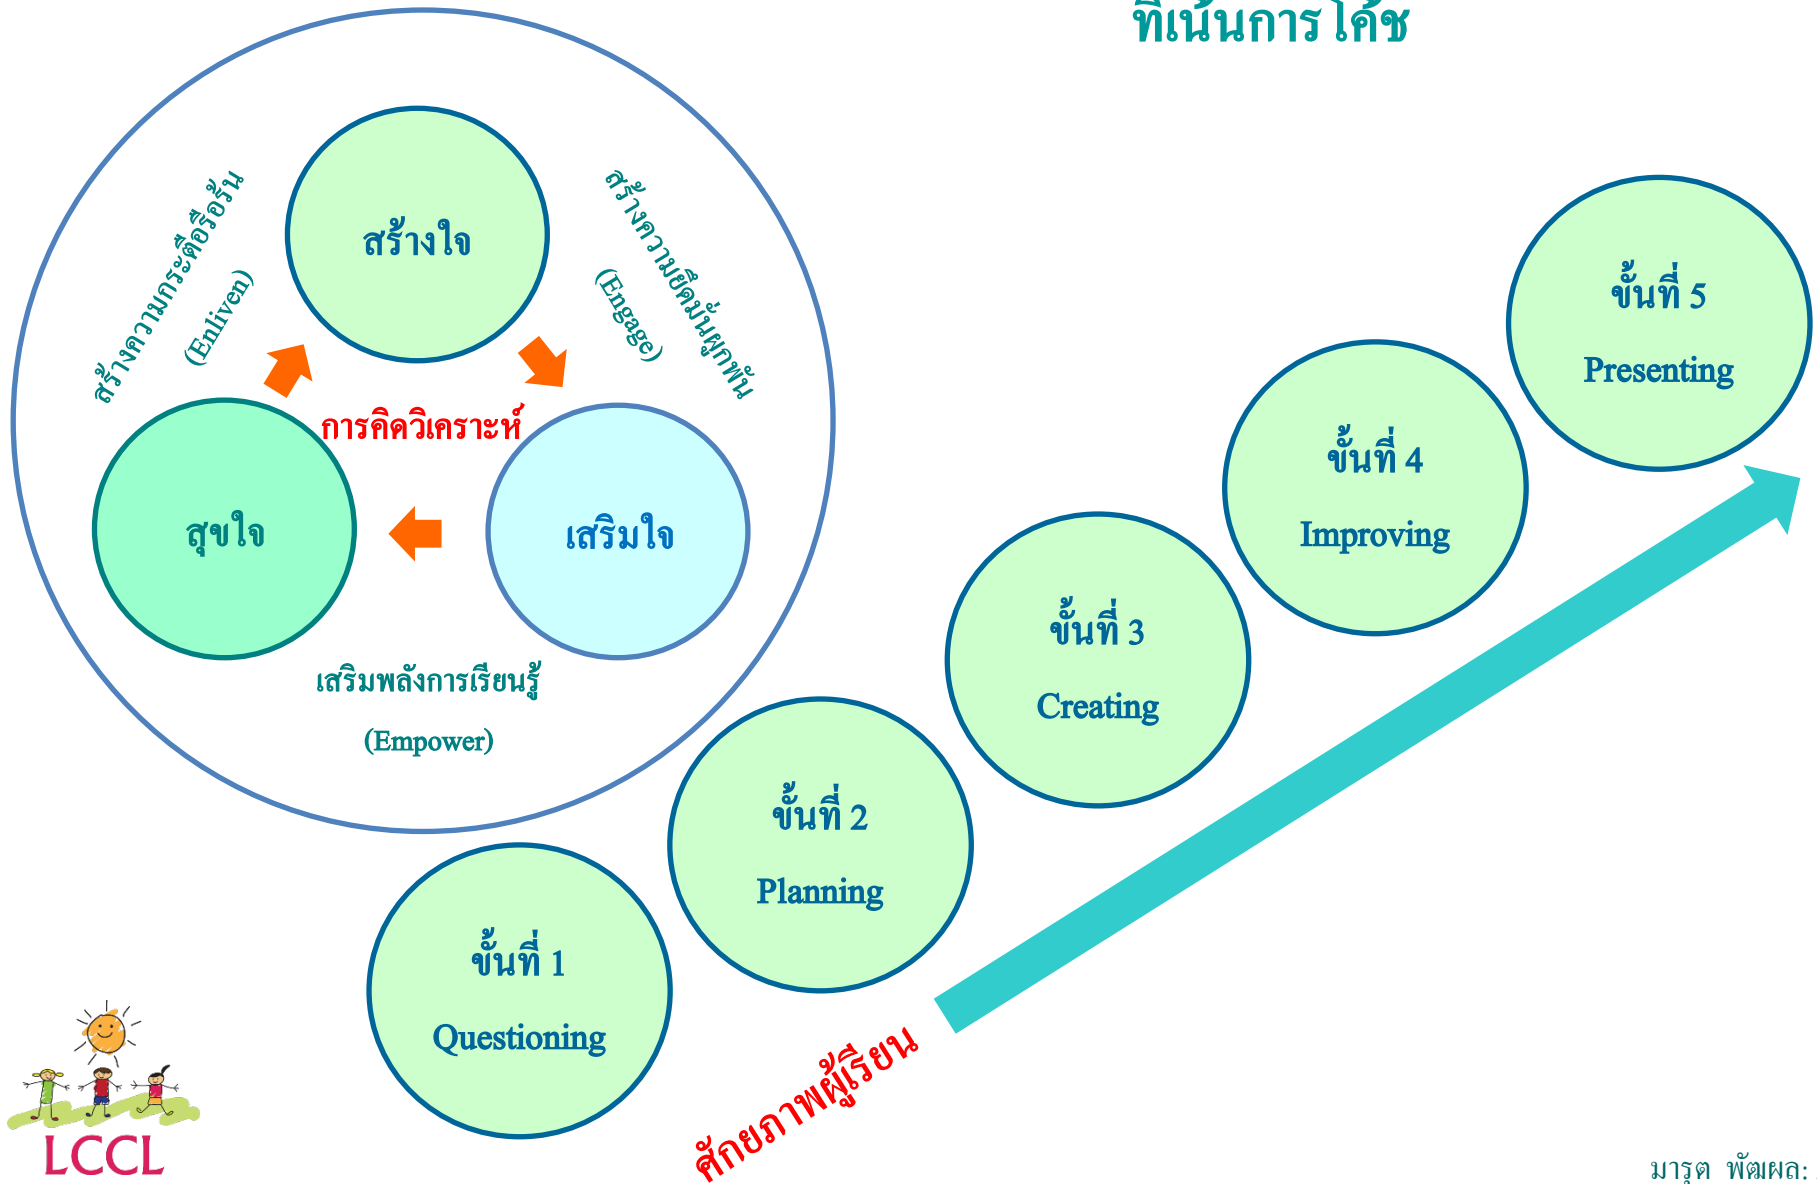 ที่เน้นการโค้ช
สร้างใจ
สร้างความกระตือรือร้น
(Enliven)
สร้างความยึดมั่นผูกพัน
(Engage)
การคิดวิเคราะห์
สุขใจ
เสริมใจ
เสริมพลังการเรียนรู้
(Empower)
ขั้นที่ 1
Questioning
ขั้นที่ 2
Planning
ขั้นที่ 3
Creating
ขั้นที่ 4
Improving
ขั้นที่ 5
Presenting
ศักยภาพผู้เรียน
LCCL
มารุต พัฒผล: